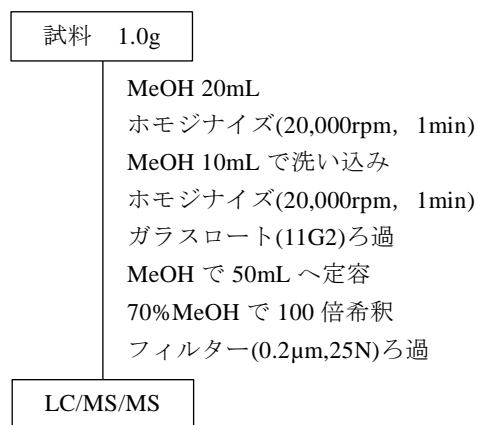 試料　1.0g
MeOH 20mL
ホモジナイズ(20,000rpm，1min)
MeOH 10mL で洗い込み
ホモジナイズ(20,000rpm，1min)
ガラスロート(11G2)ろ過
MeOH で 50mL へ定容
70%MeOH で 100 倍希釈
フィルター(0.2μm,25N)ろ過
LC/MS/MS